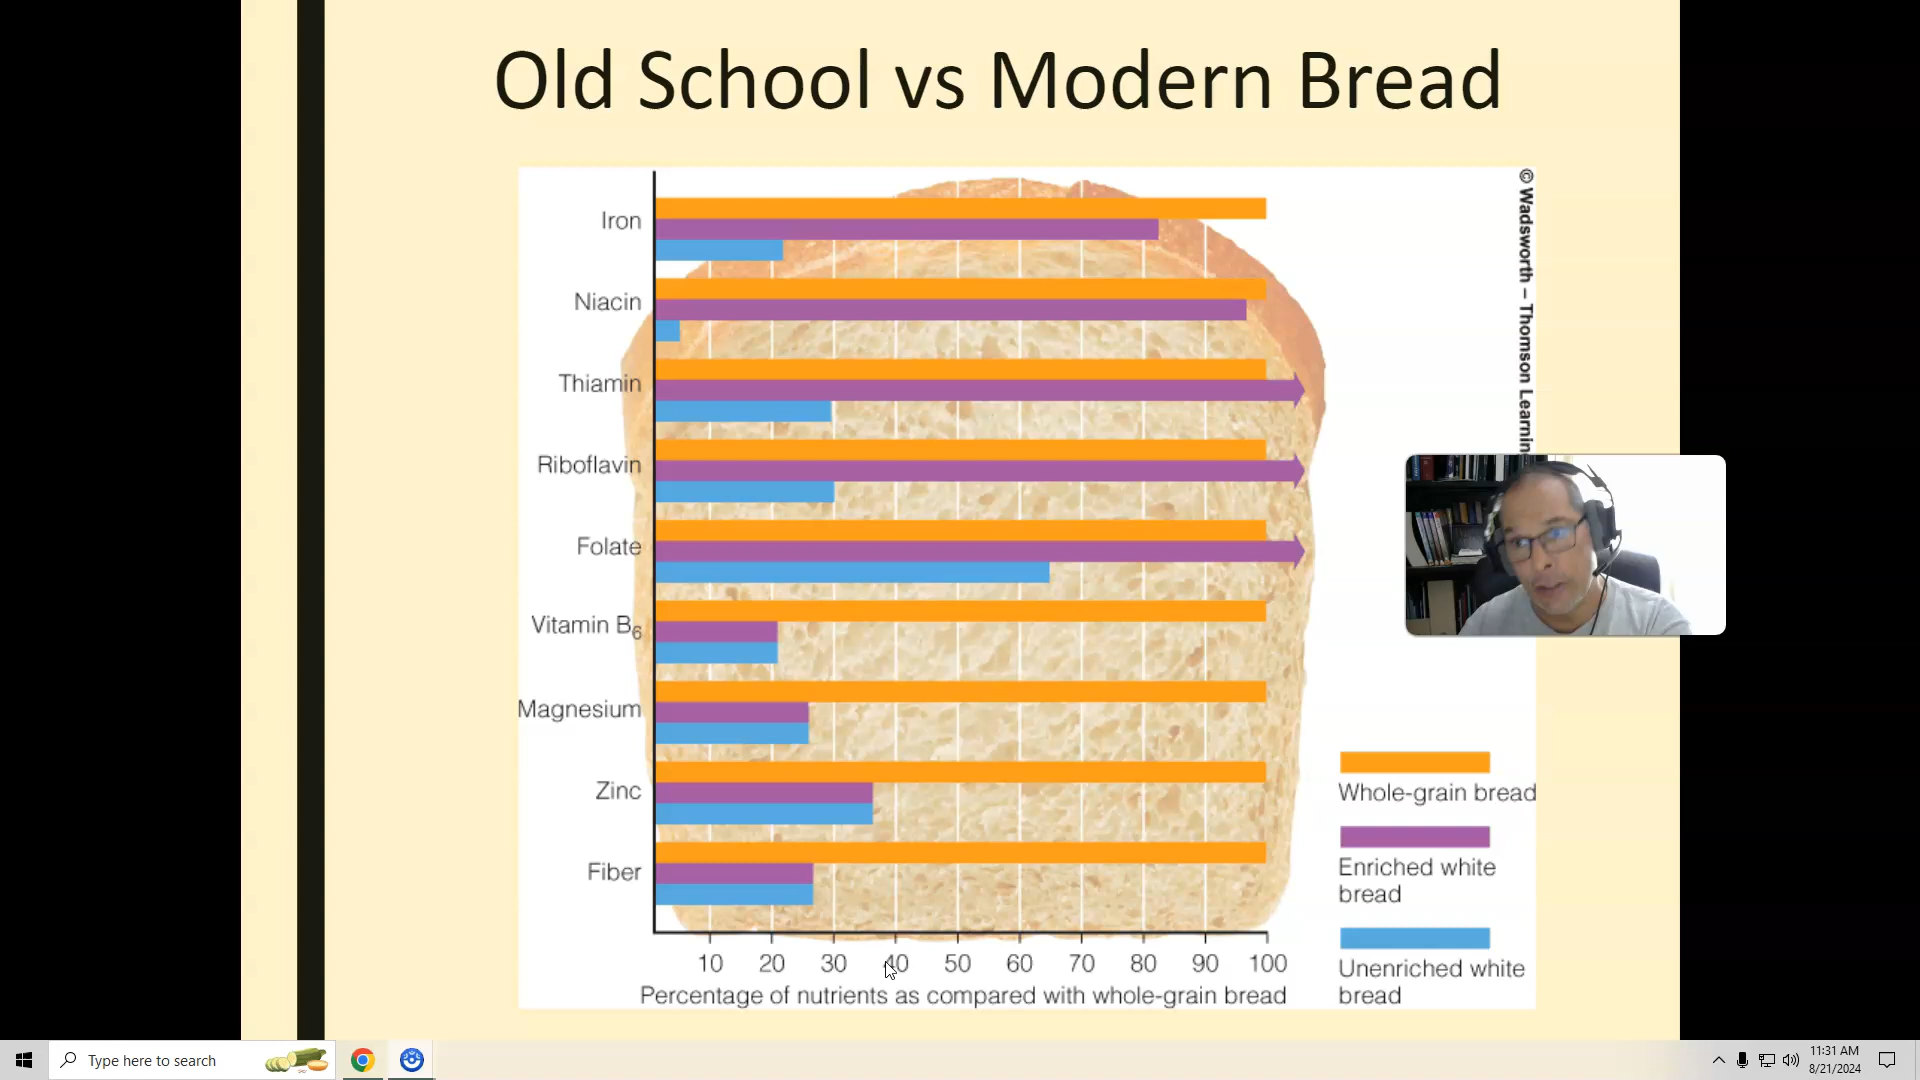 Old School vs Modern Bread
Iron
Niacin
Thiamin
Riboflavin
Folate
Vitamin B₆
Magnesium
Zinc
Fiber
10 20 30 40 50 60 70 80 90 100
Percentage of nutrients as compared with whole-grain bread
© Wadsworth – Thomson
Whole-grain bread
Enriched white
bread
Unenriched white
bread
Type here to search
11:31 AM
8/21/2024